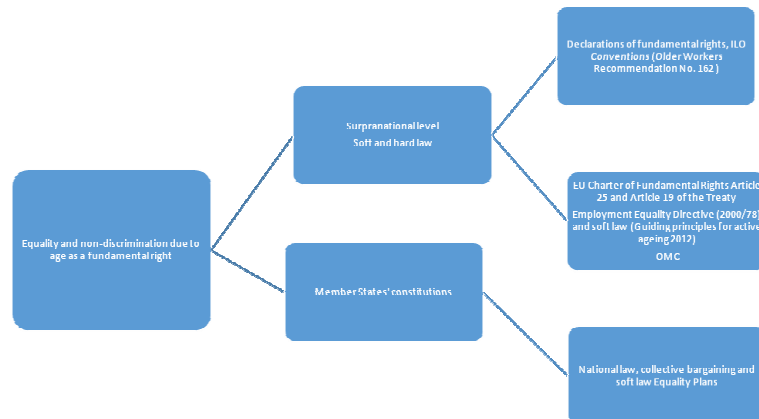 Declarations of fundamental rights, ILO
Conventions (Older Workers
Recommendation No. 162 )
Surpranational level
Soft and hard law
EU Charter of Fundamental Rights Article
25 and Article 19 of the Treaty
Employment Equality Directive (2000/78)
and soft law (Guiding principles for active
ageing 2012)
OMC
Equality and non-discrimination due to
age as a fundamental right
Member States' constitutions
National law, collective bargaining and
soft law Equality Plans